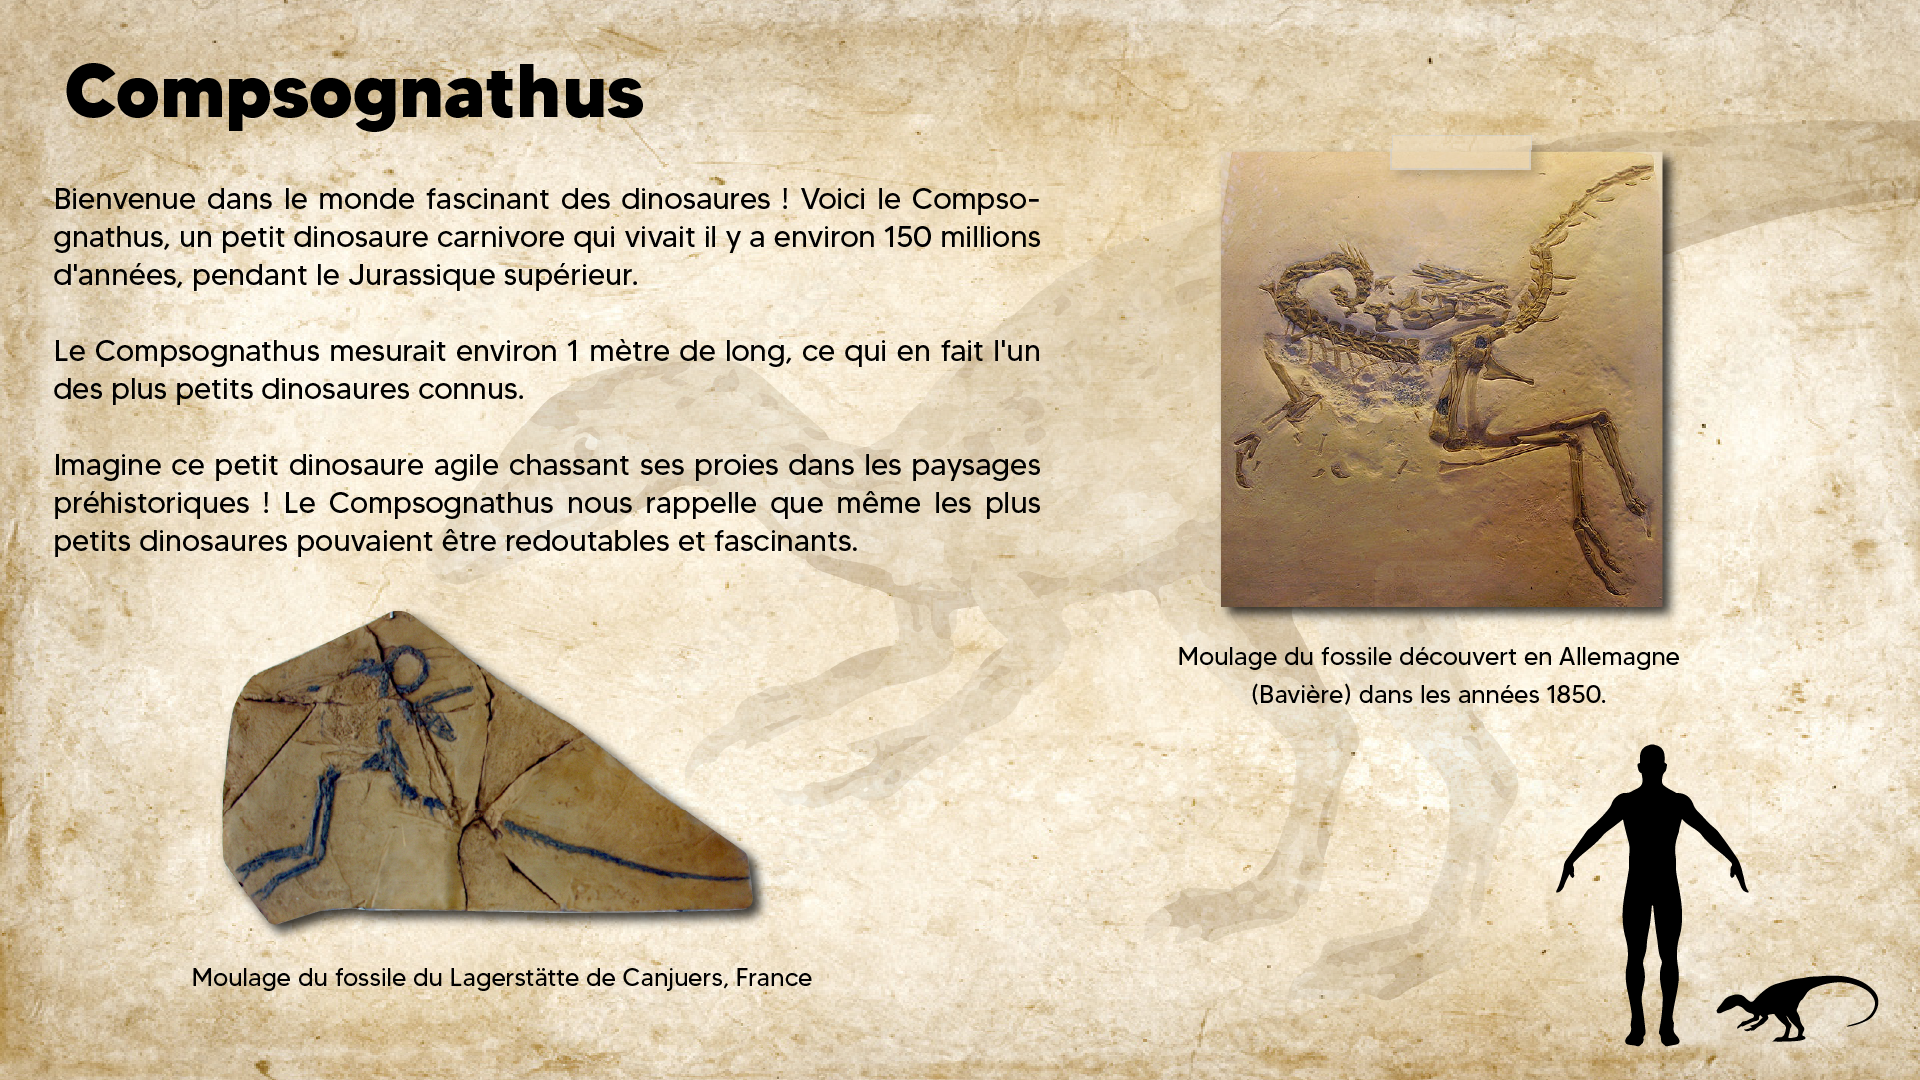 Compsognathus
Bienvenue dans le monde fascinant des dinosaures ! Voici le Compso-
gnathus, un petit dinosaure carnivore qui vivait il y a environ 150 millions
d'années, pendant le Jurassique supérieur.
Le Compsognathus mesurait environ 1 mètre de long, ce qui en fait l'un
des plus petits dinosaures connus.
Imagine ce petit dinosaure agile chassant ses proies dans les paysages
préhistoriques ! Le Compsognathus nous rappelle que même les plus
petits dinosaures pouvaient être redoutables et fascinants.
Moulage du fossile découvert en Allemagne
(Bavière) dans les années 1850.
Moulage du fossile du Lagerstätte de Canjuers, France